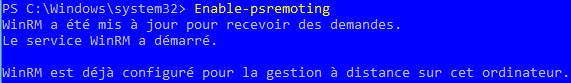 PS C:\Windows\system32> Enable-psremoting
WinRM a été mis à jour pour recevoir des demandes.
Le service WinRM a démarré.
WinRM est déjà configuré pour la gestion à distance sur cet ordinateur.